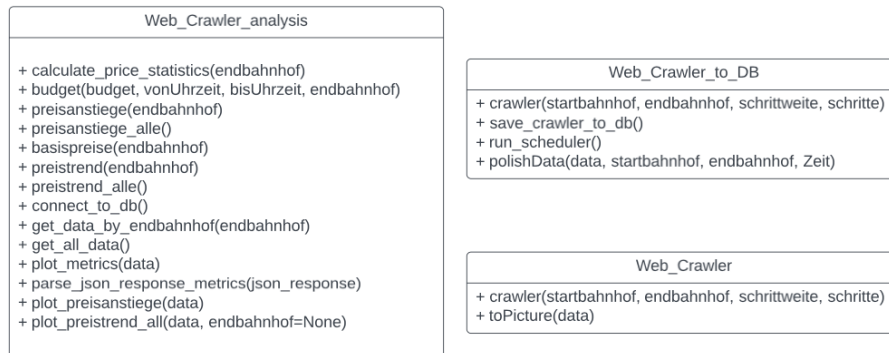 Web_Crawler_analysis
+ calculate_price_statistics(endbahnhof)
+ budget(budget, vonUhrzeit, bisUhrzeit, endbahnhof)
+ preisanstiege(endbahnhof)
+ preisanstiege_alle()
+ basispreise(endbahnhof)
+ preistrend(endbahnhof)
+ preistrend_alle()
+ connect_to_db()
+ get_data_by_endbahnhof(endbahnhof)
+ get_all_data()
+ plot_metrics(data)
+ parse_json_response_metrics(json_response)
+ plot_preisanstiege(data)
+ plot_preistrend_all(data, endbahnhof=None)
Web_Crawler_to_DB
+ crawler(startbahnhof, endbahnhof, schrittweite, schritte)
+ save_crawler_to_db()
+ run_scheduler()
+ polishData(data, startbahnhof, endbahnhof, Zeit)
Web_Crawler
+ crawler(startbahnhof, endbahnhof, schrittweite, schritte)
+ toPicture(data)